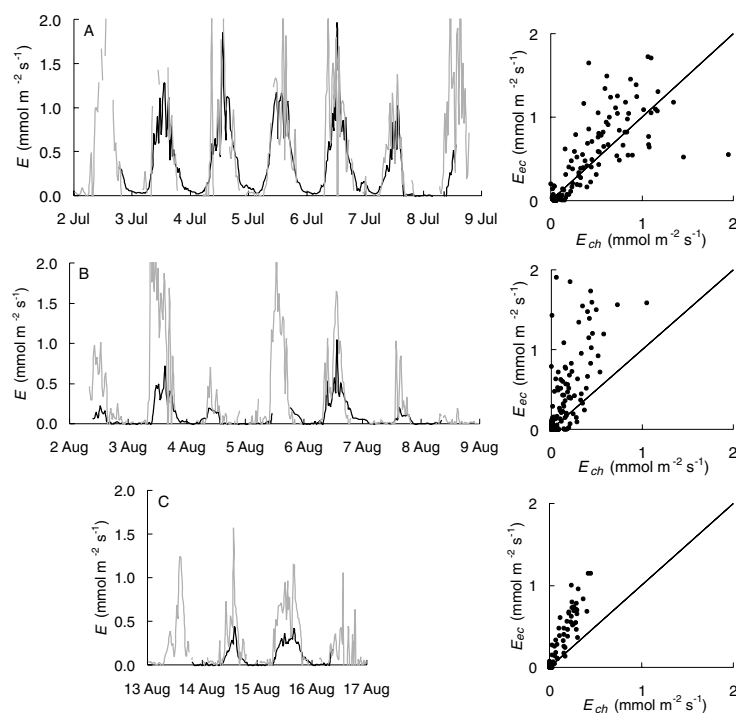 A
2.0
1.5
1.0
0.5
0.0
E (mmol m⁻² s⁻¹)
2 Jul 3 Jul 4 Jul 5 Jul 6 Jul 7 Jul 8 Jul 9 Jul
2
1
0
E_ec (mmol m⁻² s⁻¹)
0 1 2
E_ch (mmol m⁻² s⁻¹)
B
2.0
1.5
1.0
0.5
0.0
E (mmol m⁻² s⁻¹)
2 Aug 3 Aug 4 Aug 5 Aug 6 Aug 7 Aug 8 Aug 9 Aug
2
1
0
E_ec (mmol m⁻² s⁻¹)
0 1 2
E_ch (mmol m⁻² s⁻¹)
C
2.0
1.5
1.0
0.5
0.0
E (mmol m⁻² s⁻¹)
13 Aug 14 Aug 15 Aug 16 Aug 17 Aug
2
1
0
E_ec (mmol m⁻² s⁻¹)
0 1 2
E_ch (mmol m⁻² s⁻¹)